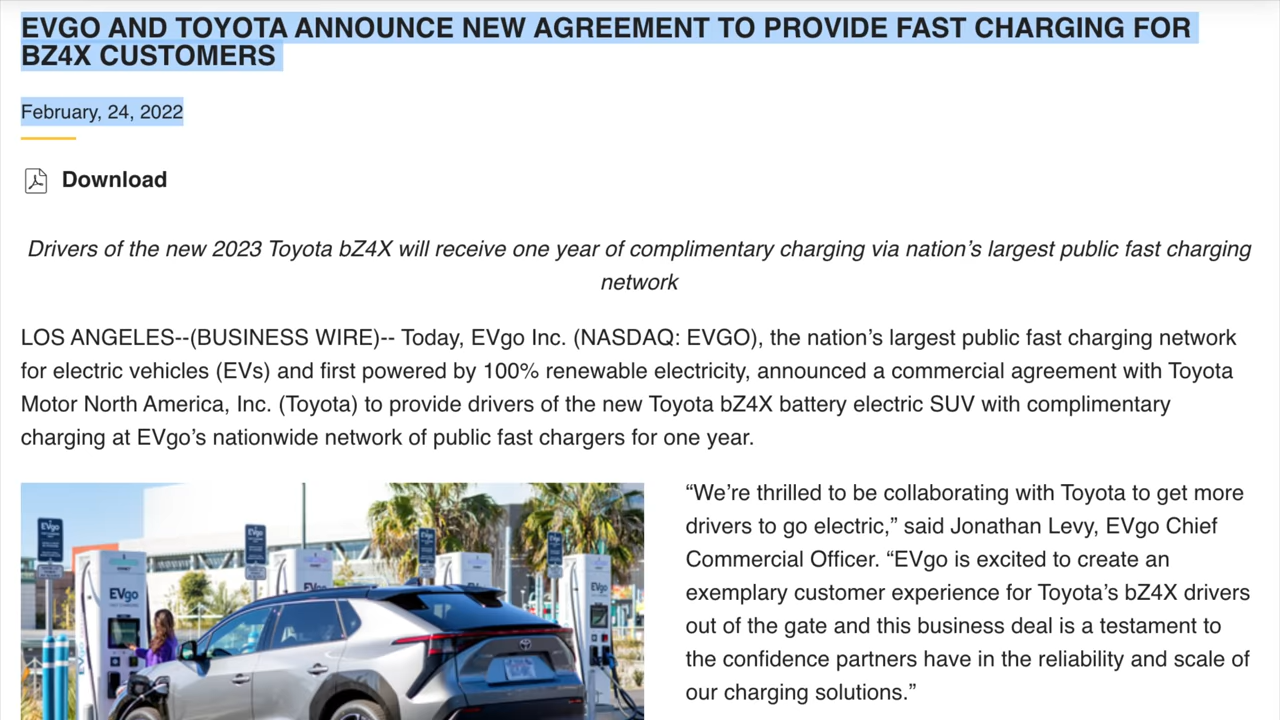 EVGO AND TOYOTA ANNOUNCE NEW AGREEMENT TO PROVIDE FAST CHARGING FOR
BZ4X CUSTOMERS
February, 24, 2022
Download
Drivers of the new 2023 Toyota bZ4X will receive one year of complimentary charging via nation’s largest public fast charging
network
LOS ANGELES--(BUSINESS WIRE)-- Today, EVgo Inc. (NASDAQ: EVGO), the nation’s largest public fast charging network
for electric vehicles (EVs) and first powered by 100% renewable electricity, announced a commercial agreement with Toyota
Motor North America, Inc. (Toyota) to provide drivers of the new Toyota bZ4X battery electric SUV with complimentary
charging at EVgo’s nationwide network of public fast chargers for one year.
“We’re thrilled to be collaborating with Toyota to get more
drivers to go electric,” said Jonathan Levy, EVgo Chief
Commercial Officer. “EVgo is excited to create an
exemplary customer experience for Toyota’s bZ4X drivers
out of the gate and this business deal is a testament to
the confidence partners have in the reliability and scale of
our charging solutions.”
EVgo
EVgo
EVgo
EVgo
EVgo
EVgo
EVgo